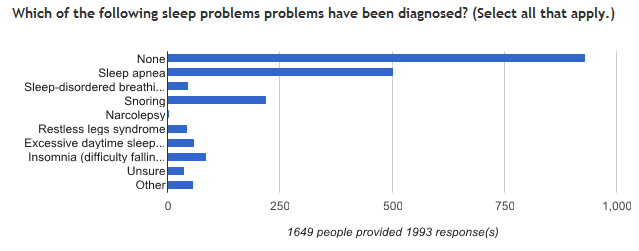 Which of the following sleep problems problems have been diagnosed? (Select all that apply.)
None
Sleep apnea
Sleep-disordered breathi...
Snoring
Narcolepsy
Restless legs syndrome
Excessive daytime sleep...
Insomnia (difficulty fallin...
Unsure
Other
0 250 500 750 1,000
1649 people provided 1993 response(s)